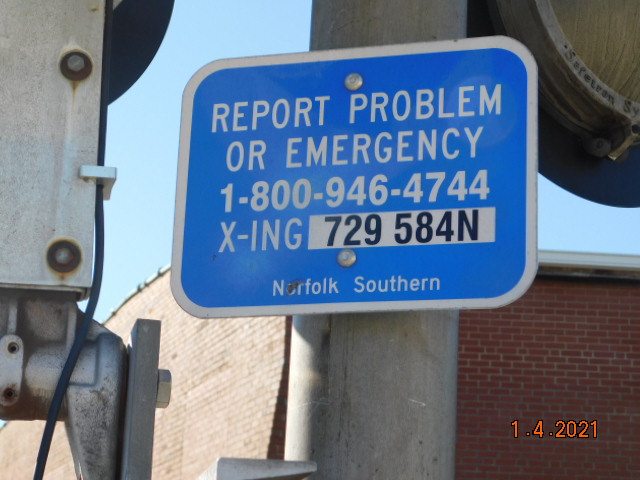 REPORT PROBLEM
OR EMERGENCY
1-800-946-4744
X-ING 729 584N
Norfolk Southern
1.4.2021